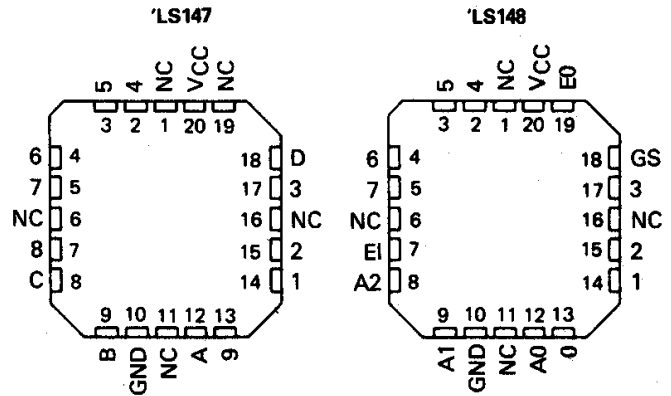 'LS147
5 4 NC VCC NC
3 2 1 20 19
6 4 18 D
7 5 17 3
NC 6 16 NC
8 7 15 2
C 8 14 1
9 10 11 12 13
B GND NC A 9
'LS148
5 4 NC VCC E0
3 2 1 20 19
6 4 18 GS
7 5 17 3
NC 6 16 NC
EI 7 15 2
A2 8 14 1
9 10 11 12 13
A1 GND NC A0 0